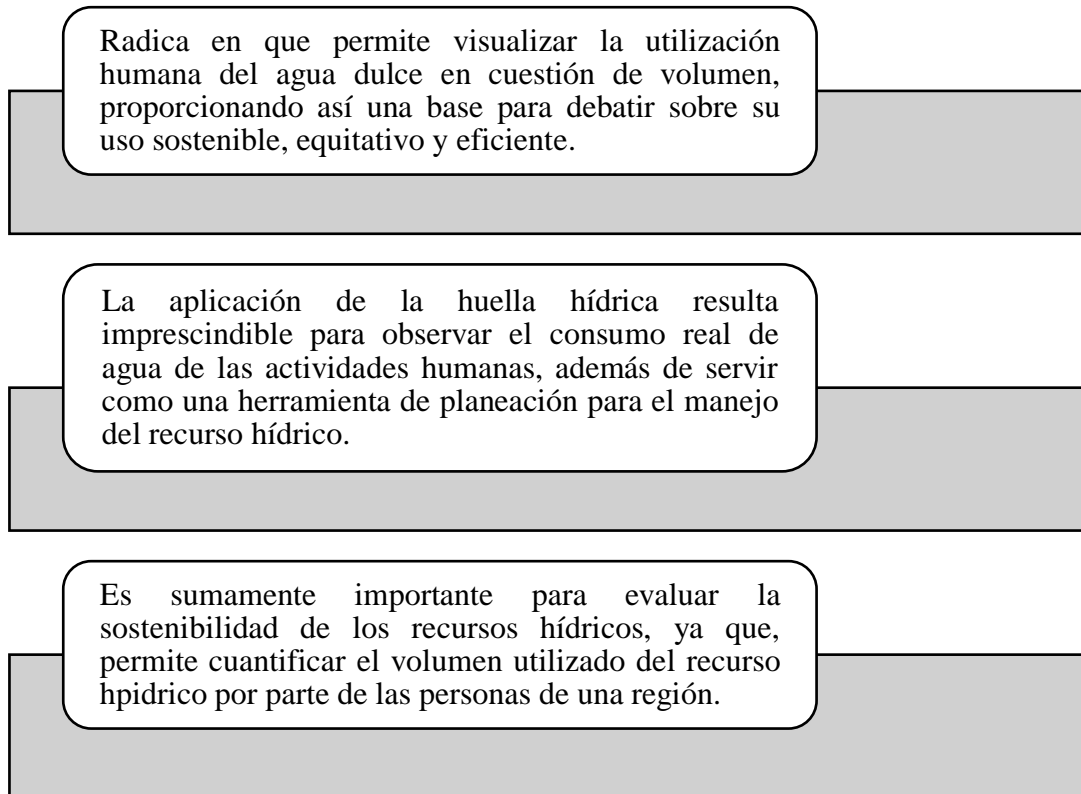 Radica en que permite visualizar la utilización
humana del agua dulce en cuestión de volumen,
proporcionando así una base para debatir sobre su
uso sostenible, equitativo y eficiente.
La aplicación de la huella hídrica resulta
imprescindible para observar el consumo real de
agua de las actividades humanas, además de servir
como una herramienta de planeación para el manejo
del recurso hídrico.
Es sumamente importante para evaluar la
sostenibilidad de los recursos hídricos, ya que,
permite cuantificar el volumen utilizado del recurso
hpidrico por parte de las personas de una región.